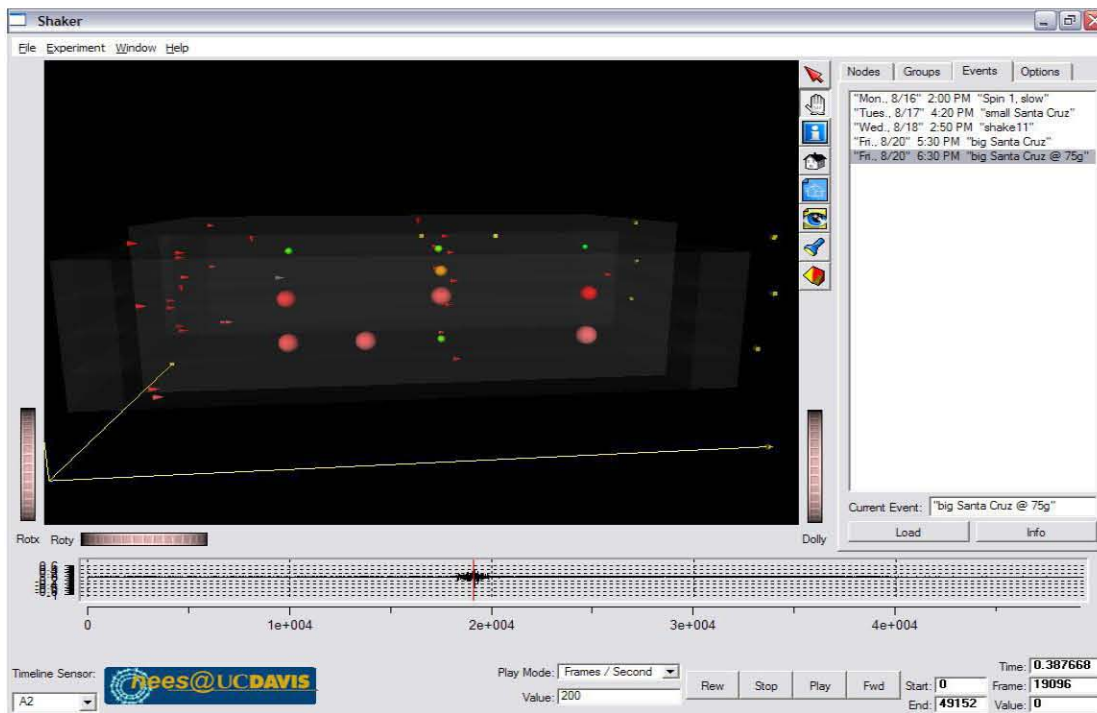 Shaker
File Experiment Window Help
Nodes Groups Events Options
"Mon., 8/16" 2:00 PM "Spin 1, slow"
"Tues., 8/17" 4:20 PM "small Santa Cruz"
"Wed., 8/18" 2:50 PM "shake11"
"Fri., 8/20" 5:30 PM "big Santa Cruz"
"Fri., 8/20" 6:30 PM "big Santa Cruz @ 75g"
Current Event: "big Santa Cruz @ 75g"
Load Info
Rotx Roty Dolly
0 1e+004 2e+004 3e+004 4e+004
Timeline Sensor:
A2
nees@UCDAVIS
Play Mode: Frames / Second
Value: 200
Rew Stop Play Fwd
Start: 0
End: 49152
Time: 0.387668
Frame: 19096
Value: 0